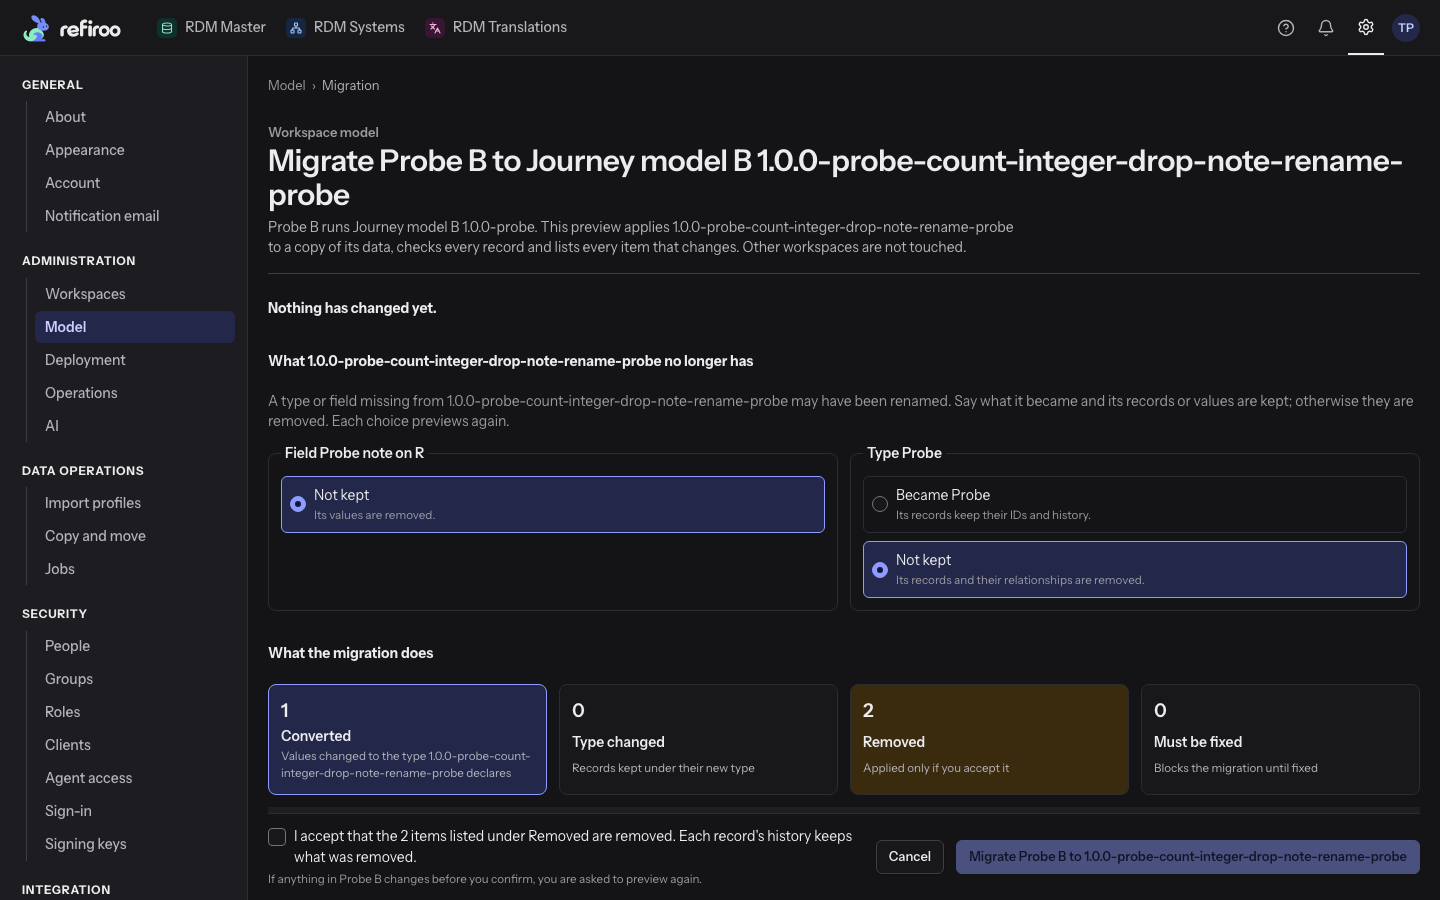 refiroo
RDM Master
RDM Systems
RDM Translations
TP
GENERAL
About
Appearance
Account
Notification email
ADMINISTRATION
Workspaces
Model
Deployment
Operations
AI
DATA OPERATIONS
Import profiles
Copy and move
Jobs
SECURITY
People
Groups
Roles
Clients
Agent access
Sign-in
Signing keys
INTEGRATION
Model › Migration
Workspace model
Migrate Probe B to Journey model B 1.0.0-probe-count-integer-drop-note-rename-
probe
Probe B runs Journey model B 1.0.0-probe. This preview applies 1.0.0-probe-count-integer-drop-note-rename-probe
to a copy of its data, checks every record and lists every item that changes. Other workspaces are not touched.
Nothing has changed yet.
What 1.0.0-probe-count-integer-drop-note-rename-probe no longer has
A type or field missing from 1.0.0-probe-count-integer-drop-note-rename-probe may have been renamed. Say what it became and its records or values are kept; otherwise they are
removed. Each choice previews again.
Field Probe note on R
Not kept
Its values are removed.
Type Probe
Became Probe
Its records keep their IDs and history.
Not kept
Its records and their relationships are removed.
What the migration does
1
Converted
Values changed to the type 1.0.0-probe-count-
integer-drop-note-rename-probe declares
0
Type changed
Records kept under their new type
2
Removed
Applied only if you accept it
0
Must be fixed
Blocks the migration until fixed
I accept that the 2 items listed under Removed are removed. Each record's history keeps
what was removed.
If anything in Probe B changes before you confirm, you are asked to preview again.
Cancel
Migrate Probe B to 1.0.0-probe-count-integer-drop-note-rename-probe